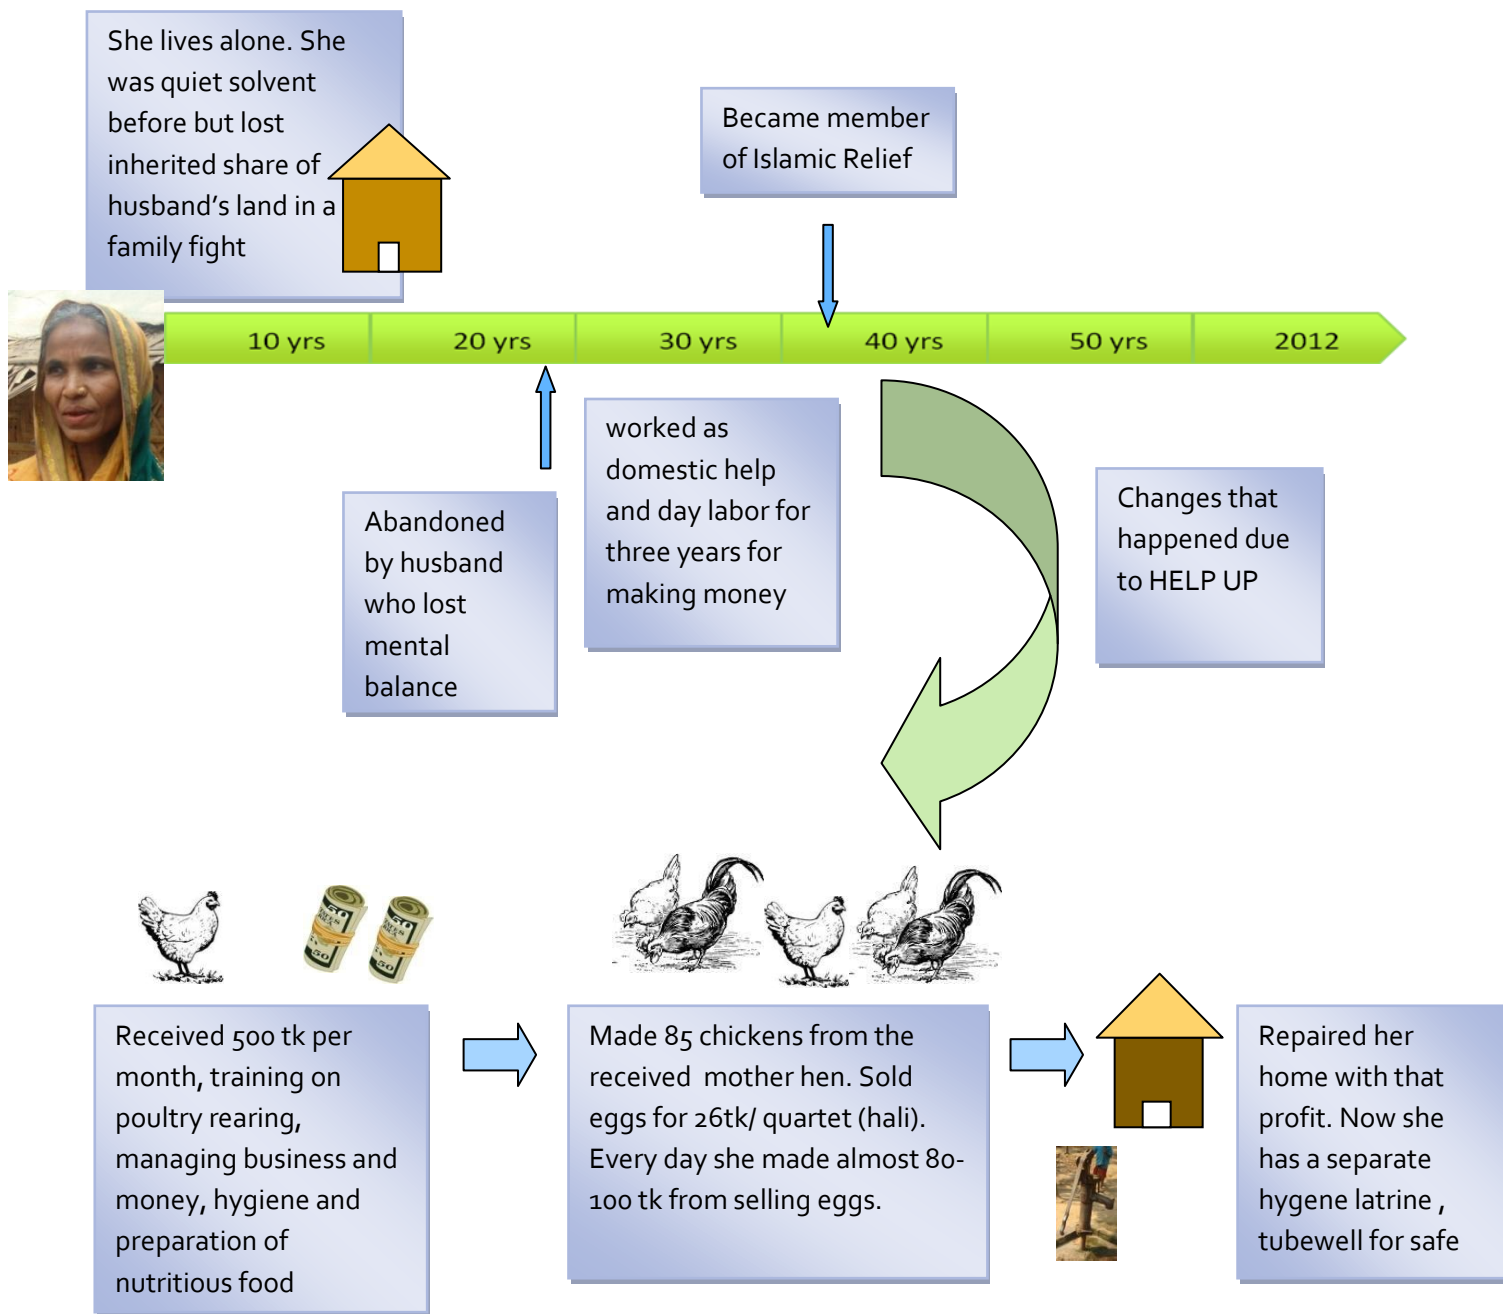 She lives alone. She
was quiet solvent
before but lost
inherited share of
husband's land in a
family fight
Became member
of Islamic Relief
10 yrs
20 yrs
30 yrs
40 yrs
50 yrs
2012
Abandoned
by husband
who lost
mental
balance
worked as
domestic help
and day labor for
three years for
making money
Changes that
happened due
to HELP UP
50
50
50
50
Received 500 tk per
month, training on
poultry rearing,
managing business and
money, hygiene and
preparation of
nutritious food
Made 85 chickens from the
received mother hen. Sold
eggs for 26tk/ quartet (hali).
Every day she made almost 80-
100 tk from selling eggs.
Repaired her
home with that
profit. Now she
has a separate
hygene latrine ,
tubewell for safe